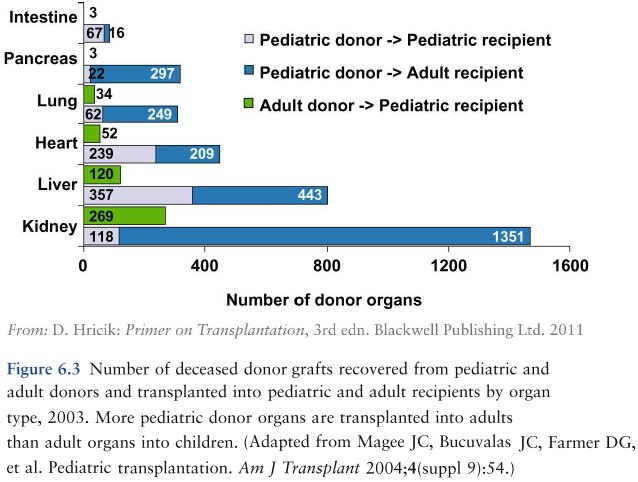 Intestine
3
67 16
Pancreas
3
22 297
Lung
34
62 249
Heart
52
239 209
Liver
120
357 443
Kidney
269
118 1351
Pediatric donor -> Pediatric recipient
Pediatric donor -> Adult recipient
Adult donor -> Pediatric recipient
0 400 800 1200 1600
Number of donor organs
From: D. Hricik: Primer on Transplantation, 3rd edn. Blackwell Publishing Ltd. 2011
Figure 6.3 Number of deceased donor grafts recovered from pediatric and
adult donors and transplanted into pediatric and adult recipients by organ
type, 2003. More pediatric donor organs are transplanted into adults
than adult organs into children. (Adapted from Magee JC, Bucuvalas JC, Farmer DG,
et al. Pediatric transplantation. Am J Transplant 2004;4(suppl 9):54.)